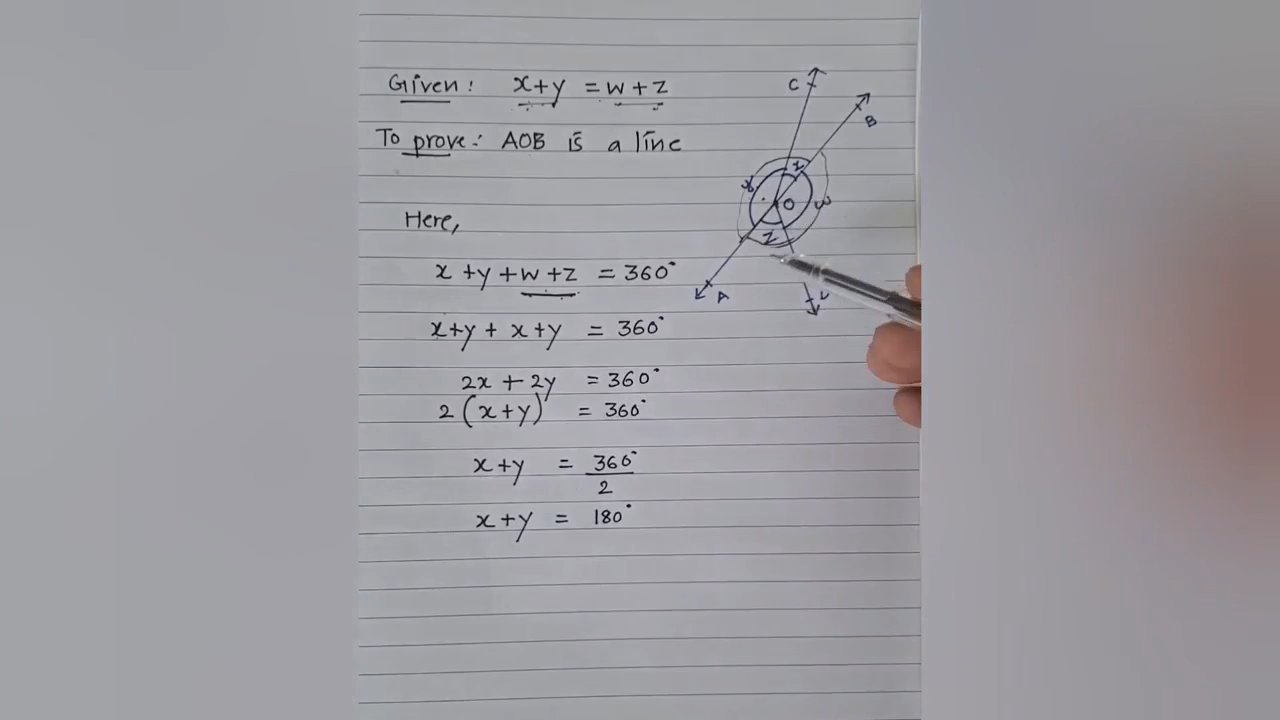 Given: x+y = w+z
To prove: AOB is a line
Here,
x+y+w+z = 360°
x+y + x+y = 360°
2x + 2y = 360°
2(x+y) = 360°
x+y = 360°
2
x+y = 180°
C
B
x
y
O
w
z
A